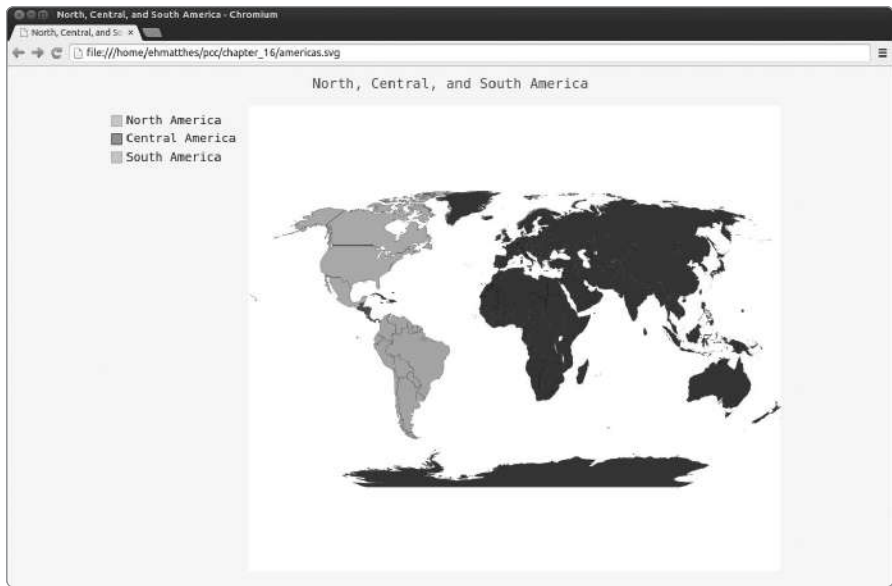 North, Central, and South America - Chromium
North, Central, and So
file:///home/ehmatthes/pcc/chapter_16/americas.svg
North, Central, and South America
North America
Central America
South America